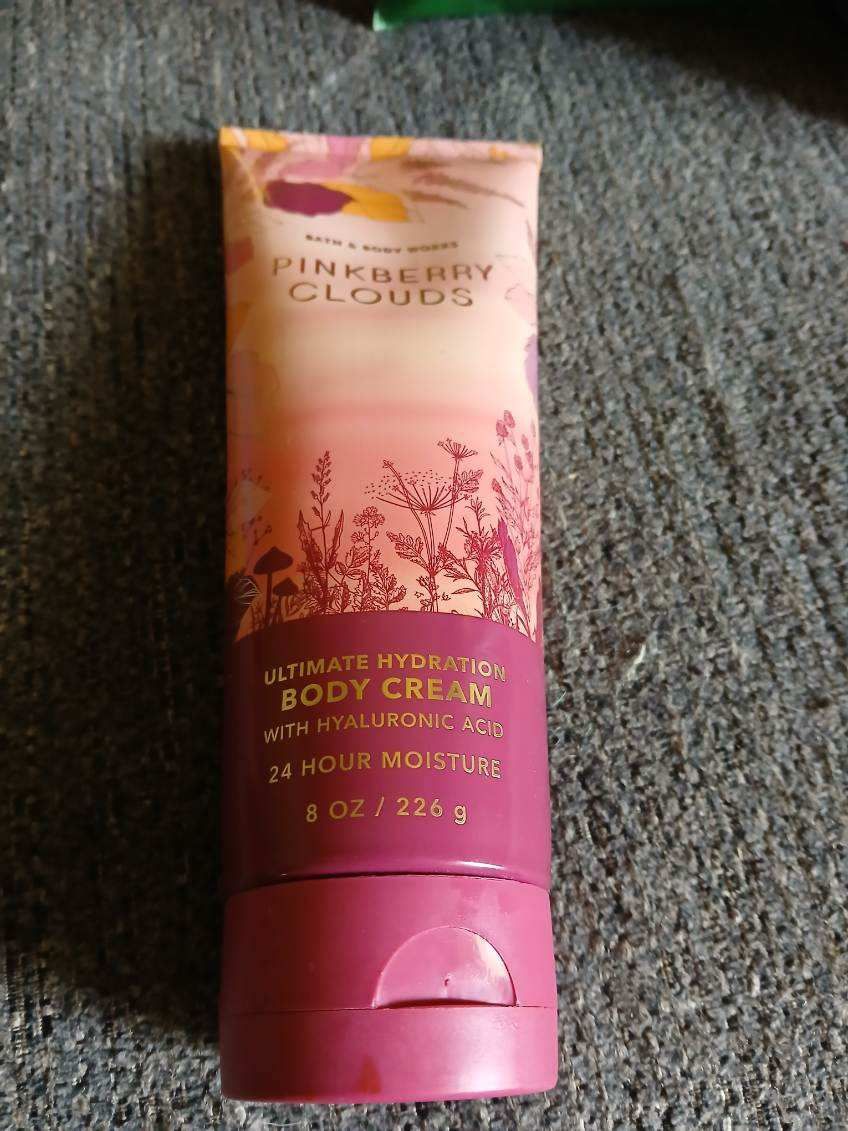 BATH & BODY WORKS
PINKBERRY
CLOUDS
ULTIMATE HYDRATION
BODY CREAM
WITH HYALURONIC ACID
24 HOUR MOISTURE
8 OZ / 226 g